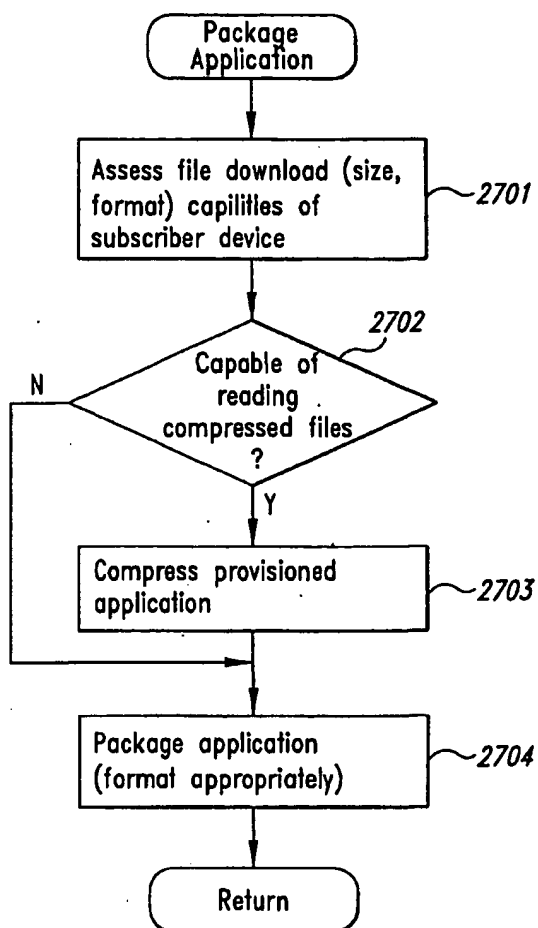 Package
Application
Assess file download (size,
format) capilities of
subscriber device
2701
2702
Capable of
reading
compressed files
?
N
Y
Compress provisioned
application
2703
Package application
(format appropriately)
2704
Return